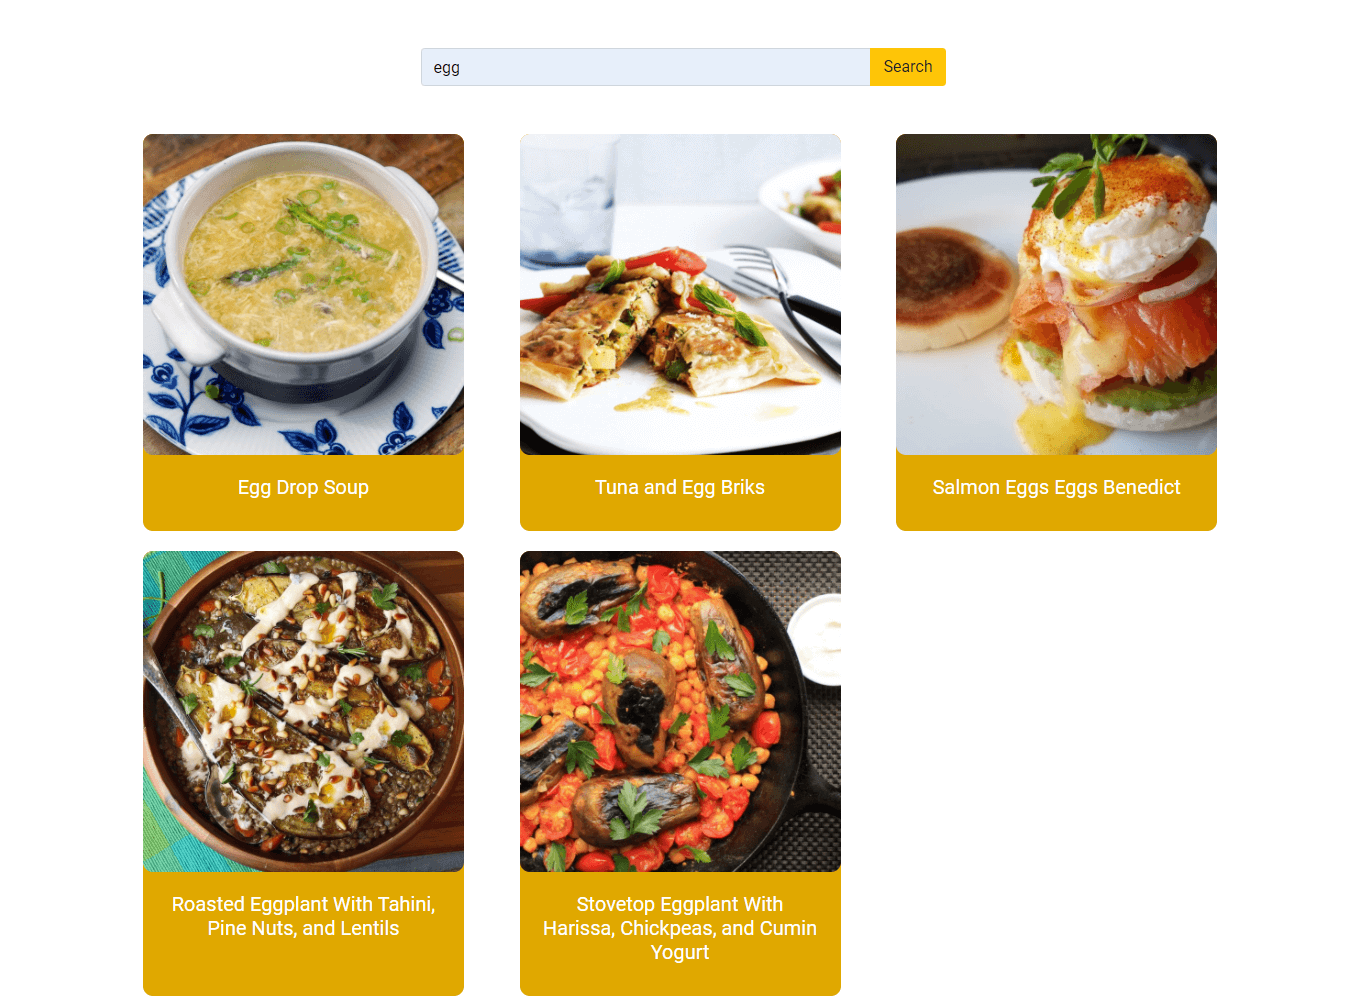 egg
Search
Egg Drop Soup
Tuna and Egg Briks
Salmon Eggs Eggs Benedict
Roasted Eggplant With Tahini,
Pine Nuts, and Lentils
Stovetop Eggplant With
Harissa, Chickpeas, and Cumin
Yogurt